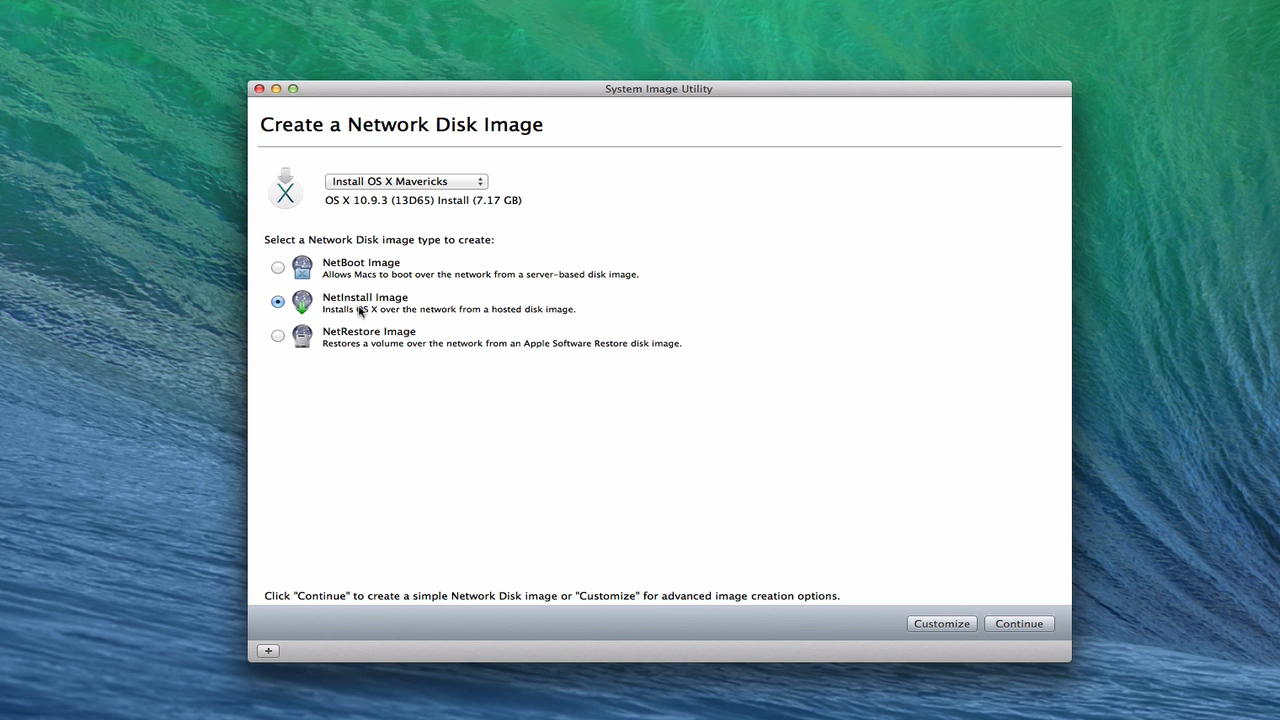 System Image Utility
Create a Network Disk Image
Install OS X Mavericks
OS X 10.9.3 (13D65) Install (7.17 GB)
Select a Network Disk image type to create:
NetBoot Image
Allows Macs to boot over the network from a server-based disk image.
NetInstall Image
Installs OS X over the network from a hosted disk image.
NetRestore Image
Restores a volume over the network from an Apple Software Restore disk image.
Click "Continue" to create a simple Network Disk image or "Customize" for advanced image creation options.
Customize
Continue